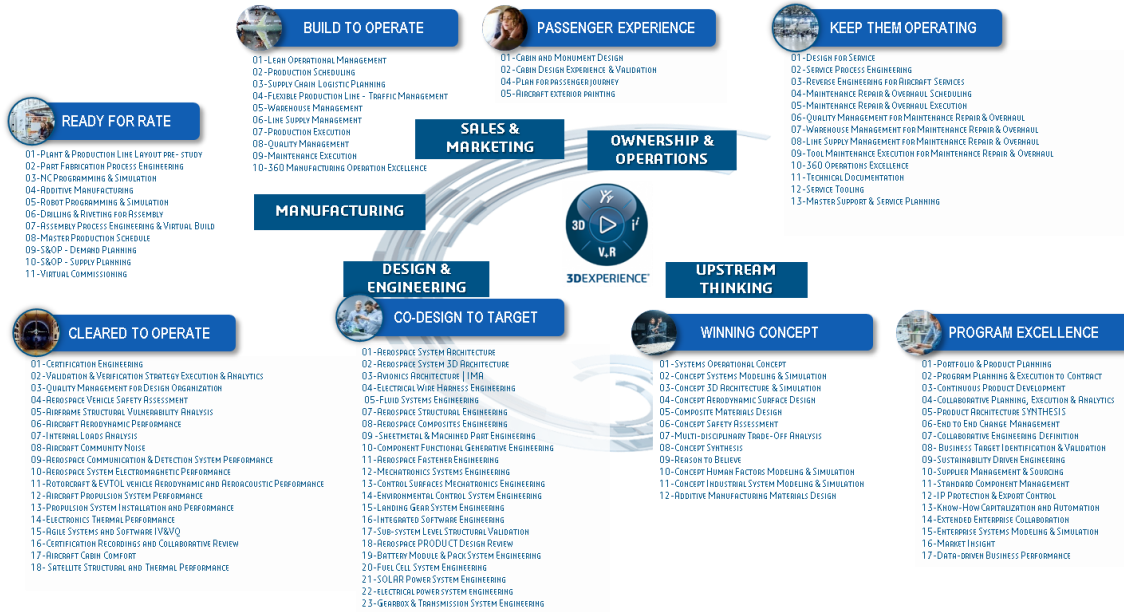 BUILD TO OPERATE
01-Lean Operational Management
02-Production Scheduling
03-Supply Chain Logistic Planning
04-Flexible Production Line - Traffic Management
05-Warehouse Management
06-Line Supply Management
07-Production Execution
08-Quality Management
09-Maintenance Execution
10-360 Manufacturing Operation Excellence
PASSENGER EXPERIENCE
01-Cabin and Monument Design
02-Cabin Design Experience & Validation
04-Plan for passenger journey
05-Aircraft exterior painting
KEEP THEM OPERATING
01-Design for Service
02-Service Process Engineering
03-Reverse Engineering for Aircraft Services
04-Maintenance Repair & Overhaul Scheduling
05-Maintenance Repair & Overhaul Execution
06-Quality Management for Maintenance Repair & Overhaul
07-Warehouse Management for Maintenance Repair & Overhaul
08-Line Supply Management for Maintenance Repair & Overhaul
09-Tool Maintenance Execution for Maintenance Repair & Overhaul
10-360 Operations Excellence
11-Technical Documentation
12-Service Tooling
13-Master Support & Service Planning
READY FOR RATE
01-Plant & Production Line Layout pre- study
02-Part Fabrication Process Engineering
03-NC Programming & Simulation
04-Additive Manufacturing
05-Robot Programming & Simulation
06-Drilling & Riveting for Assembly
07-Assembly Process Engineering & Virtual Build
08-Master Production Schedule
09-S&OP - Demand Planning
10-S&OP - Supply Planning
11-Virtual Commissioning
SALES &
MARKETING
OWNERSHIP &
OPERATIONS
MANUFACTURING
3D
V+R
3DEXPERIENCE®
DESIGN &
ENGINEERING
UPSTREAM
THINKING
CLEARED TO OPERATE
01-Certification Engineering
02-Validation & Verification Strategy Execution & Analytics
03-Quality Management for Design Organization
04-Aerospace Vehicle Safety Assessment
05-Airframe Structural Vulnerability Analysis
06-Aircraft Aerodynamic Performance
07-Internal Loads Analysis
08-Aircraft Community Noise
09-Aerospace Communication & Detection System Performance
10-Aerospace System Electromagnetic Performance
11-Rotorcraft & EVTOL vehicle Aerodynamic and Aeroacoustic Performance
12-Aircraft Propulsion System Performance
13-Propulsion System Installation and Performance
14-Electronics Thermal Performance
15-Agile Systems and Software IV&VQ
16-Certification Recordings and Collaborative Review
17-Aircraft Cabin Comfort
18- Satellite Structural and Thermal Performance
CO-DESIGN TO TARGET
01-Aerospace System Architecture
02-Aerospace System 3D Architecture
03-Avionics Architecture | IMA
04-Electrical Wire Harness Engineering
05-Fluid Systems Engineering
07-Aerospace Structural Engineering
08-Aerospace Composites Engineering
09-Sheetmetal & Machined Part Engineering
10-Component Functional Generative Engineering
11-Aerospace Fastener Engineering
12-Mechatronics Systems Engineering
13-Control Surfaces Mechatronics Engineering
14-Environmental Control System Engineering
15-Landing Gear System Engineering
16-Integrated Software Engineering
17-Sub-system Level Structural Validation
18-Aerospace PRODUCT Design Review
19-Battery Module & Pack System Engineering
20-Fuel Cell System Engineering
21-SOLAR Power System Engineering
22-electrical power system engineering
23-Gearbox & Transmission System Engineering
WINNING CONCEPT
01-Systems Operational Concept
02-Concept Systems Modeling & Simulation
03-Concept 3D Architecture & Simulation
04-Concept Aerodynamic Surface Design
05-Composite Materials Design
06-Concept Safety Assessment
07-Multi-disciplinary Trade-Off Analysis
08-Concept Synthesis
09-Reason to Believe
10-Concept Human Factors Modeling & Simulation
11-Concept Industrial System Modeling & Simulation
12-Additive Manufacturing Materials Design
PROGRAM EXCELLENCE
01-Portfolio & Product Planning
02-Program Planning & Execution to Contract
03-Continuous Product Development
04-Collaborative Planning, Execution & Analytics
05-Product Architecture SYNTHESIS
06-End to End Change Management
07-Collaborative Engineering Definition
08- Business Target Identification & Validation
09-Sustainability Driven Engineering
10-Supplier Management & Sourcing
11-Standard Component Management
12-IP Protection & Export Control
13-Know-How Capitalization and Automation
14-Extended Enterprise Collaboration
15-Enterprise Systems Modeling & Simulation
16-Market Insight
17-Data-driven Business Performance